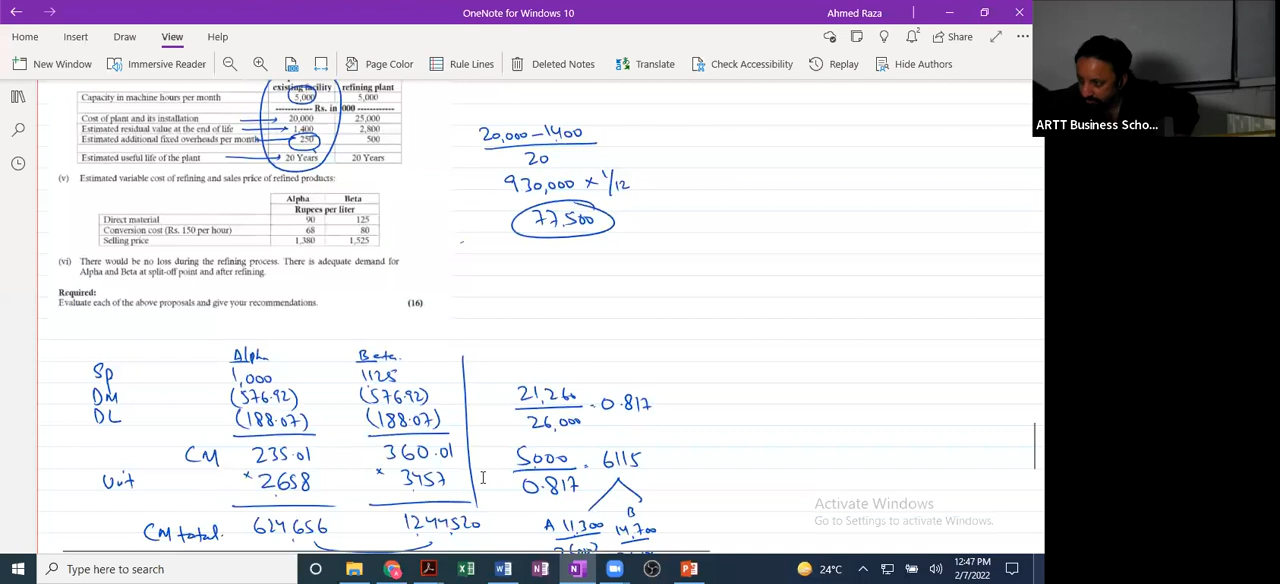 OneNote for Windows 10
Ahmed Raza
Home Insert Draw View Help
Share
New Window Immersive Reader Page Color Rule Lines Deleted Notes Translate Check Accessibility Replay Hide Authors
ARTT Business Scho...
existing facility refining plant
Capacity in machine hours per month 5,000 5,000
------------ Rs. in '000 ------------
Cost of plant and its installation 20,000 25,000
Estimated residual value at the end of life 1,400 2,800
Estimated additional fixed overheads per month 250 500
Estimated useful life of the plant 20 Years 20 Years
(v) Estimated variable cost of refining and sales price of refined products:
Alpha Beta
Rupees per liter
Direct material 90 125
Conversion cost (Rs. 150 per hour) 68 80
Selling price 1,380 1,525
(vi) There would be no loss during the refining process. There is adequate demand for
Alpha and Beta at split-off point and after refining.
Required:
Evaluate each of the above proposals and give your recommendations. (16)
20,000 - 1400
20
930,000 × 1/12
77,500
Alpha Beta
SP 1,000 1125
DM (576.92) (576.92)
DL (188.07) (188.07)
CM 235.01 360.01
Unit × 2658 × 3457
CM total 624656 1244520
21,260
26,000
= 0.817
5,000
0.817
= 6115
A 11,300 B 14,700
Activate Windows
Go to Settings to activate Windows.
Type here to search
24°C
12:47 PM
2/7/2022